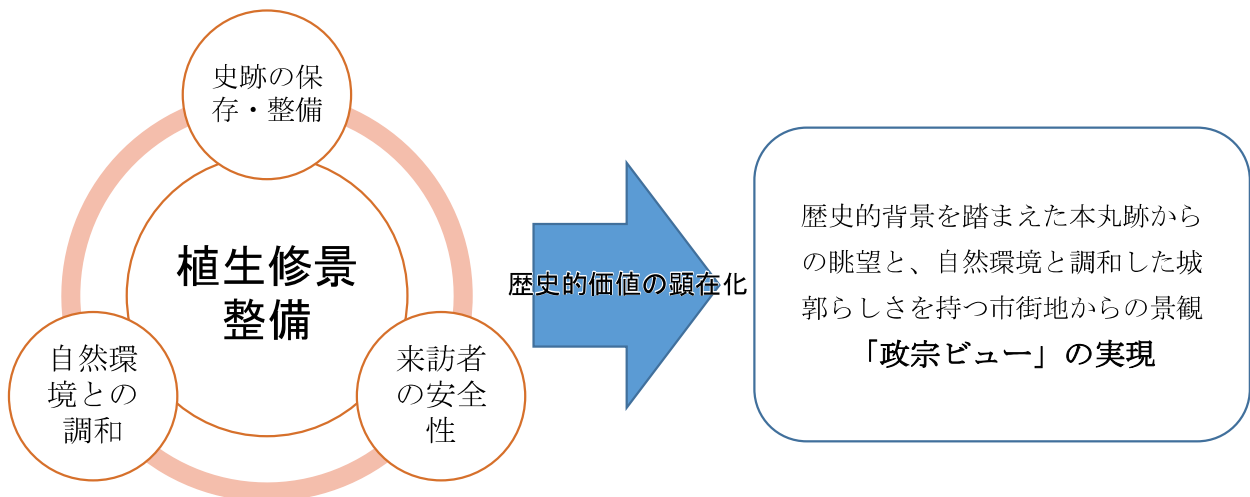 史跡の保
存・整備
植生修景
整備
自然環
境との
調和
来訪者
の安全
性
歴史的価値の顕在化
歴史的背景を踏まえた本丸跡から
の眺望と、自然環境と調和した城
郭らしさを持つ市街地からの景観
「政宗ビュー」の実現